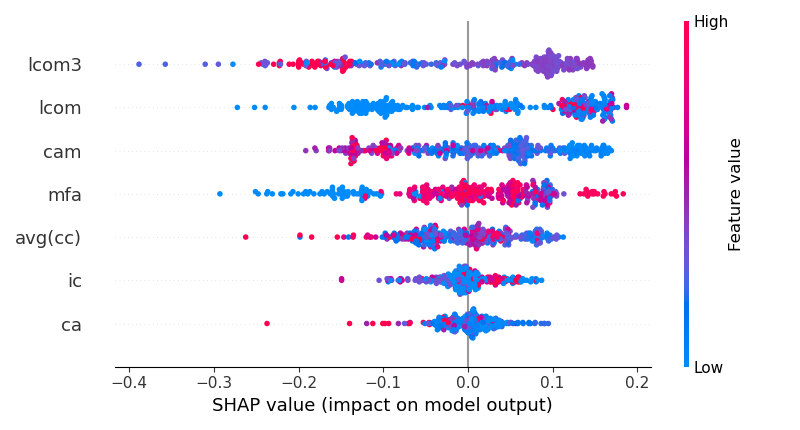 High
lcom3
lcom
cam
mfa
avg(cc)
ic
ca
Feature value
Low
−0.4 −0.3 −0.2 −0.1 0.0 0.1 0.2
SHAP value (impact on model output)